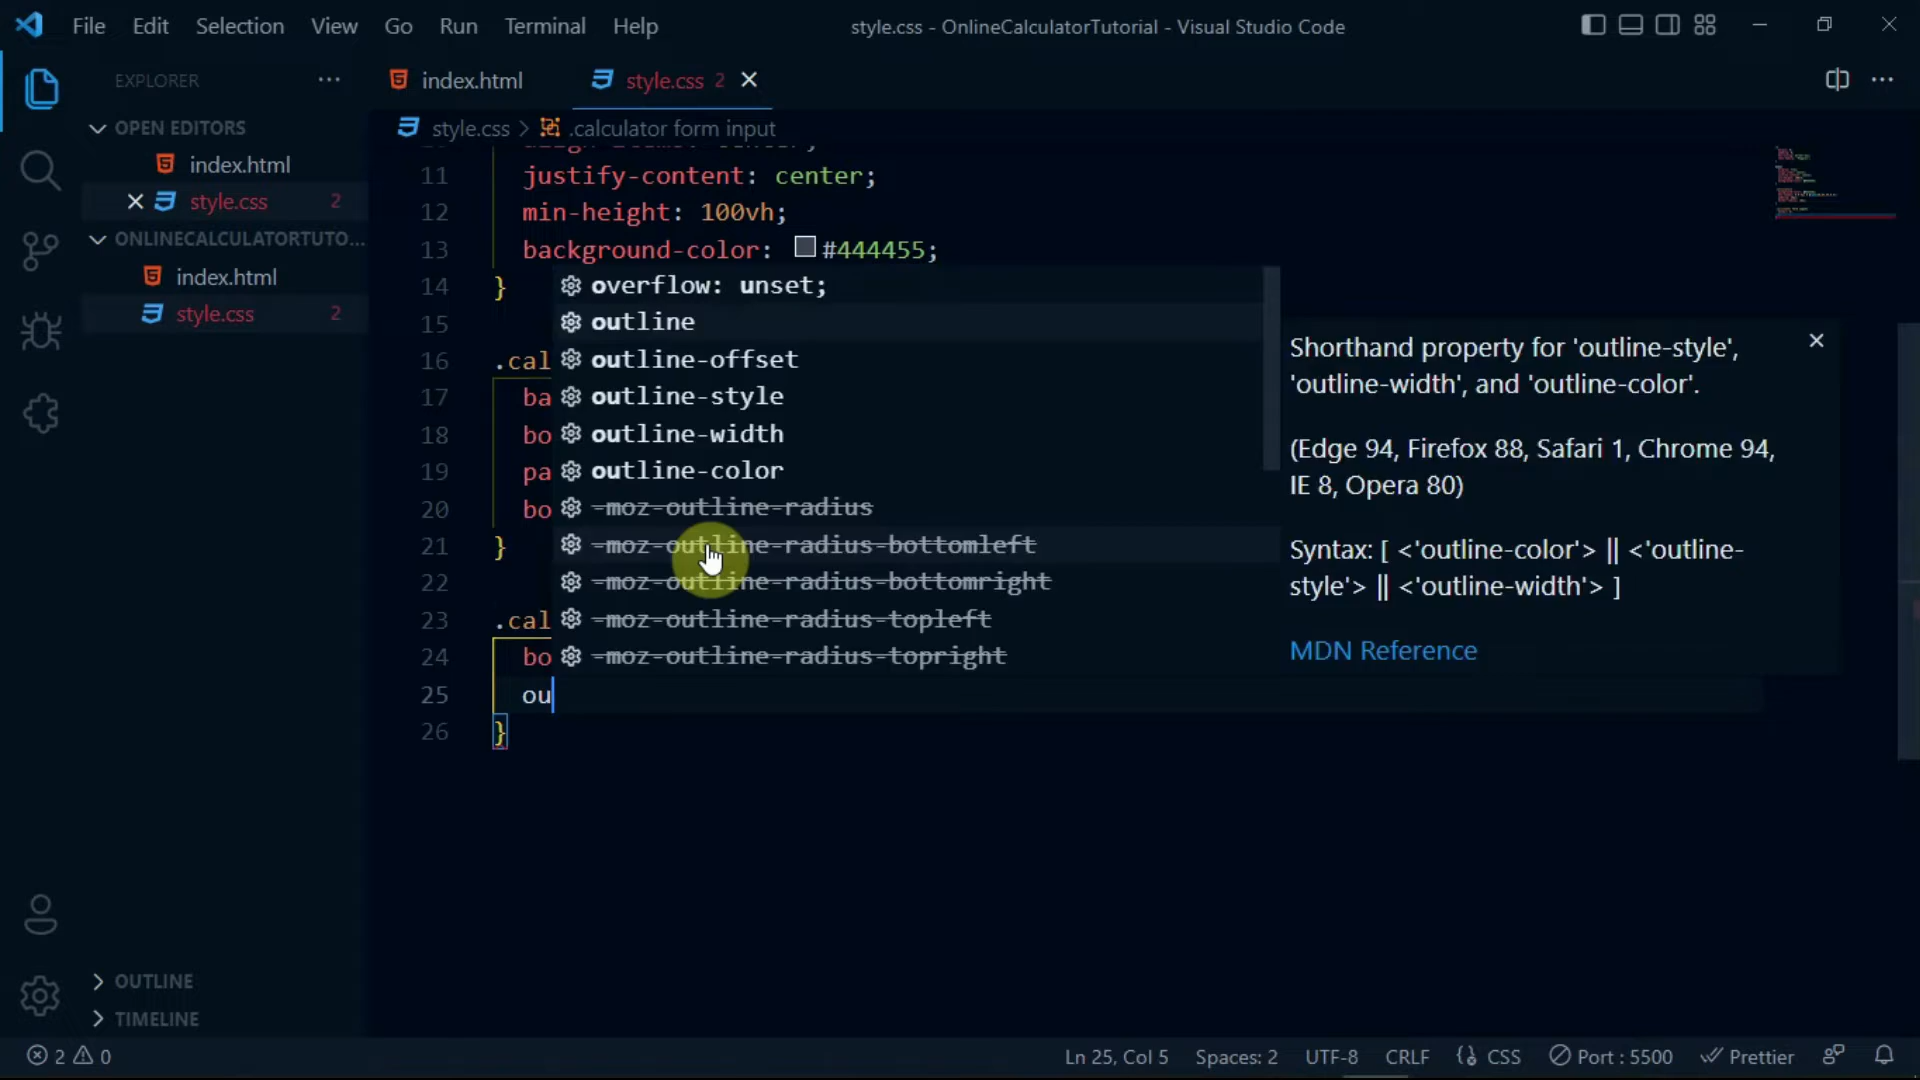 File Edit Selection View Go Run Terminal Help
style.css - OnlineCalculatorTutorial - Visual Studio Code
EXPLORER
index.html
style.css 2
OPEN EDITORS
index.html
style.css 2
ONLINECALCULATORTUTO...
index.html
style.css 2
OUTLINE
TIMELINE
style.css > .calculator form input
11 justify-content: center;
12 min-height: 100vh;
13 background-color: #444455;
14 }
15
16 .cal
17 ba
18 bo
19 pa
20 bo
21 }
22
23 .cal
24 bo
25 ou
26 }
overflow: unset;
outline
outline-offset
outline-style
outline-width
outline-color
-moz-outline-radius
-moz-outline-radius-bottomleft
-moz-outline-radius-bottomright
-moz-outline-radius-topleft
-moz-outline-radius-topright
Shorthand property for 'outline-style',
'outline-width', and 'outline-color'.
(Edge 94, Firefox 88, Safari 1, Chrome 94,
IE 8, Opera 80)
Syntax: [ <'outline-color'> || <'outline-
style'> || <'outline-width'> ]
MDN Reference
2 0
Ln 25, Col 5 Spaces: 2 UTF-8 CRLF CSS Port : 5500 Prettier